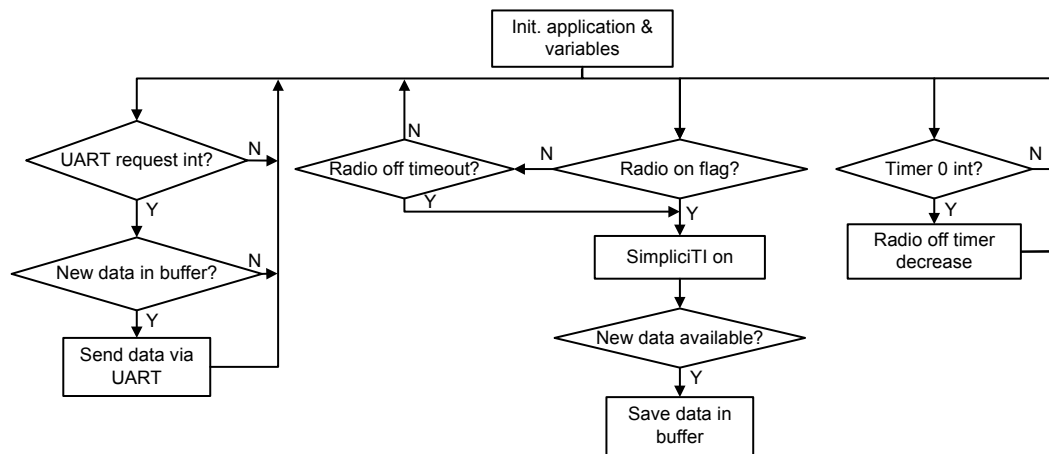 Init. application &
variables
UART request int?
N
Y
New data in buffer?
N
Y
Send data via
UART
N
Radio off timeout?
Y
N
Radio on flag?
Y
SimpliciTI on
New data available?
Y
Save data in
buffer
Timer 0 int?
N
Y
Radio off timer
decrease